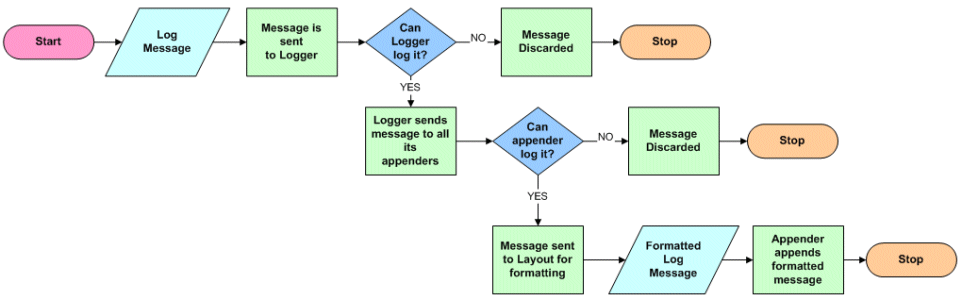 Start
Log
Message
Message is
sent
to Logger
Can
Logger
log it?
NO
Message
Discarded
Stop
YES
Logger sends
message to all
its
appenders
Can
appender
log it?
NO
Message
Discarded
Stop
YES
Message sent
to Layout for
formatting
Formatted
Log
Message
Appender
appends
formatted
message
Stop